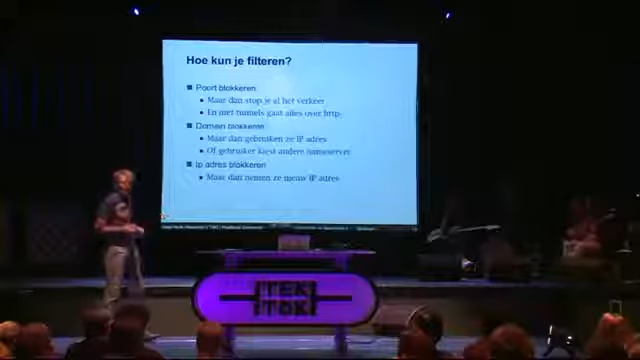 Hoe kun je filteren?
Poort blokkeren
Maar dan stop je al het verkeer
En met tunnels gaat alles over http.
Domein blokkeren
Maar dan gebruiken ze IP adres
Of gebruiker kiest andere nameserver
Ip adres blokkeren
Maar dan nemen ze nieuw IP adres
TEK
TOK